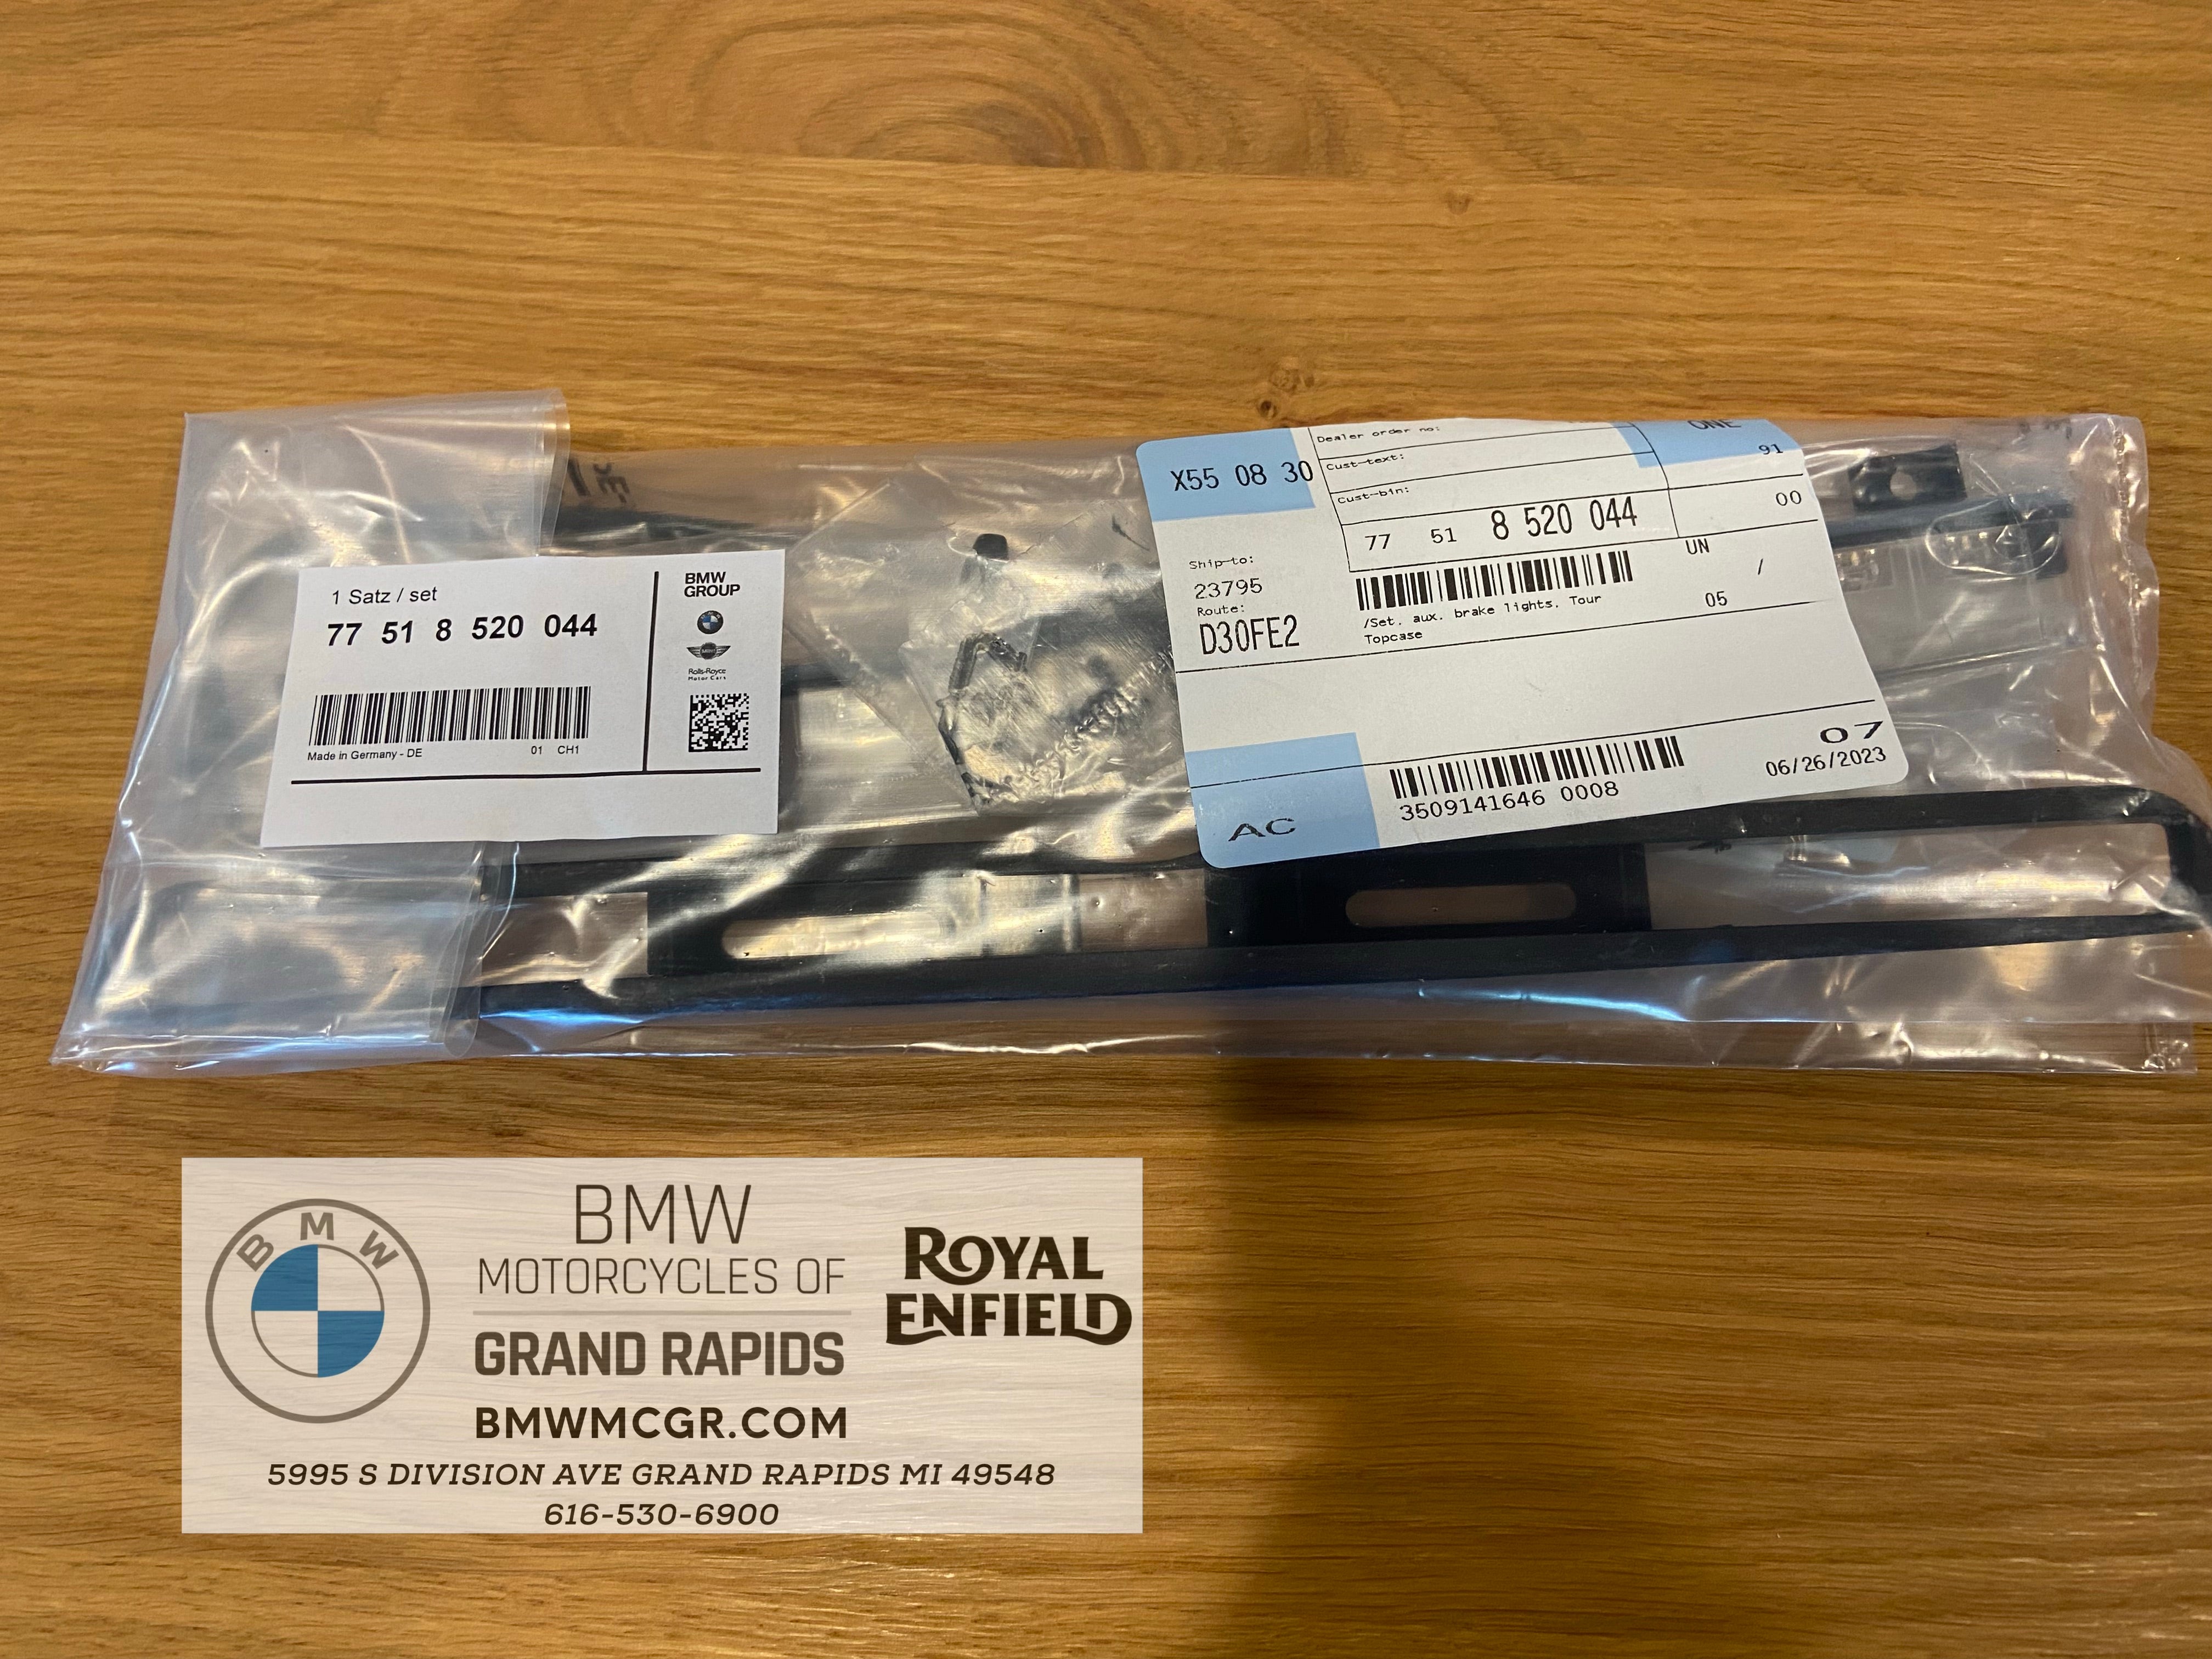 1 Satz / set
77 51 8 520 044
Made in Germany - DE
01 CH1
BMW
GROUP
Rolls-Royce
Motor Cars
X55 08 30
Dealer order no:
Cust-text:
Cust-bin:
77 51 8 520 044
ONE
91
00
UN
/
05
Ship-to:
23795
Route:
D30FE2
/Set, aux. brake lights, Tour
Topcase
AC
3509141646 0008
07
06/26/2023
BMW
BMW
MOTORCYCLES OF
GRAND RAPIDS
BMWMCGR.COM
ROYAL
ENFIELD
5995 S DIVISION AVE GRAND RAPIDS MI 49548
616-530-6900